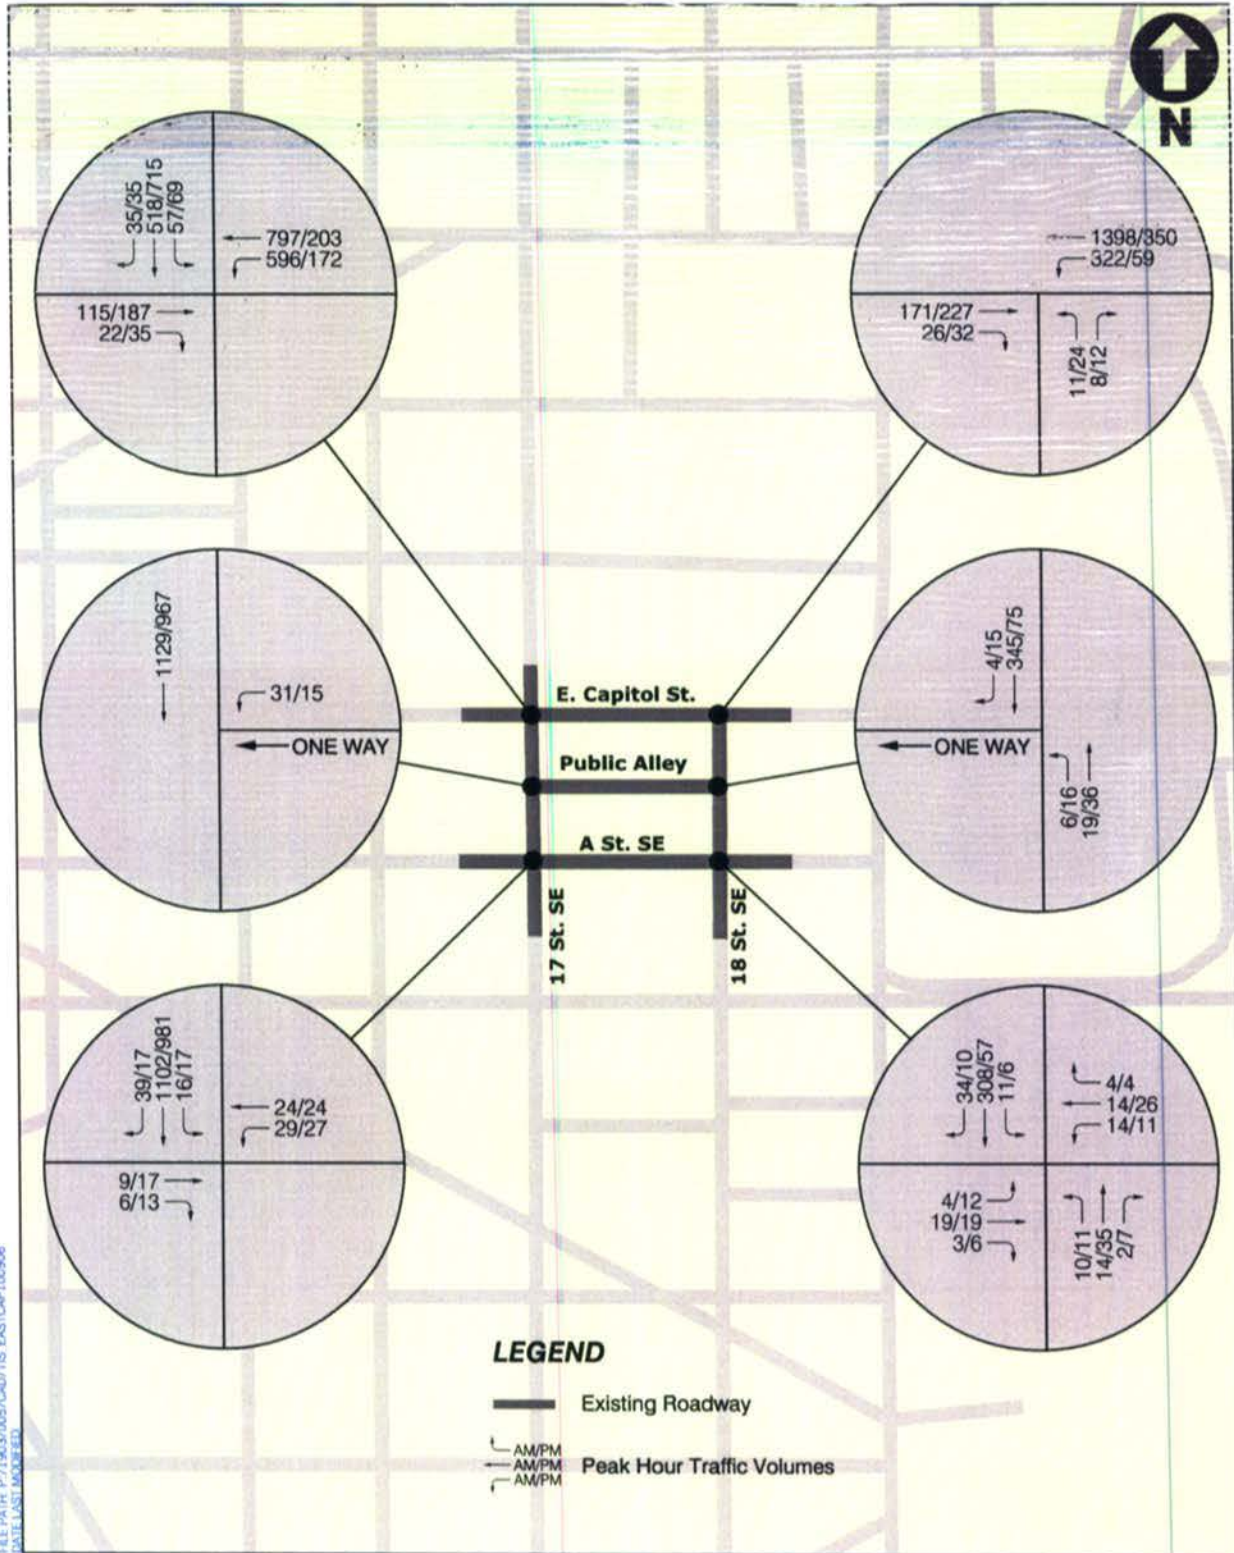 N
35/35
518/715
57/69
797/203
596/172
115/187
22/35
1398/350
322/59
171/227
26/32
11/24
8/12
1129/967
31/15
ONE WAY
4/15
345/75
ONE WAY
6/16
19/36
E. Capitol St.
Public Alley
A St. SE
17 St. SE
18 St. SE
39/17
1102/981
16/17
24/24
29/27
9/17
6/13
34/10
308/57
11/6
4/4
14/26
14/11
4/12
19/19
3/6
10/11
14/35
2/7
LEGEND
Existing Roadway
AM/PM
AM/PM
AM/PM
Peak Hour Traffic Volumes
DATE LAST MODIFIED